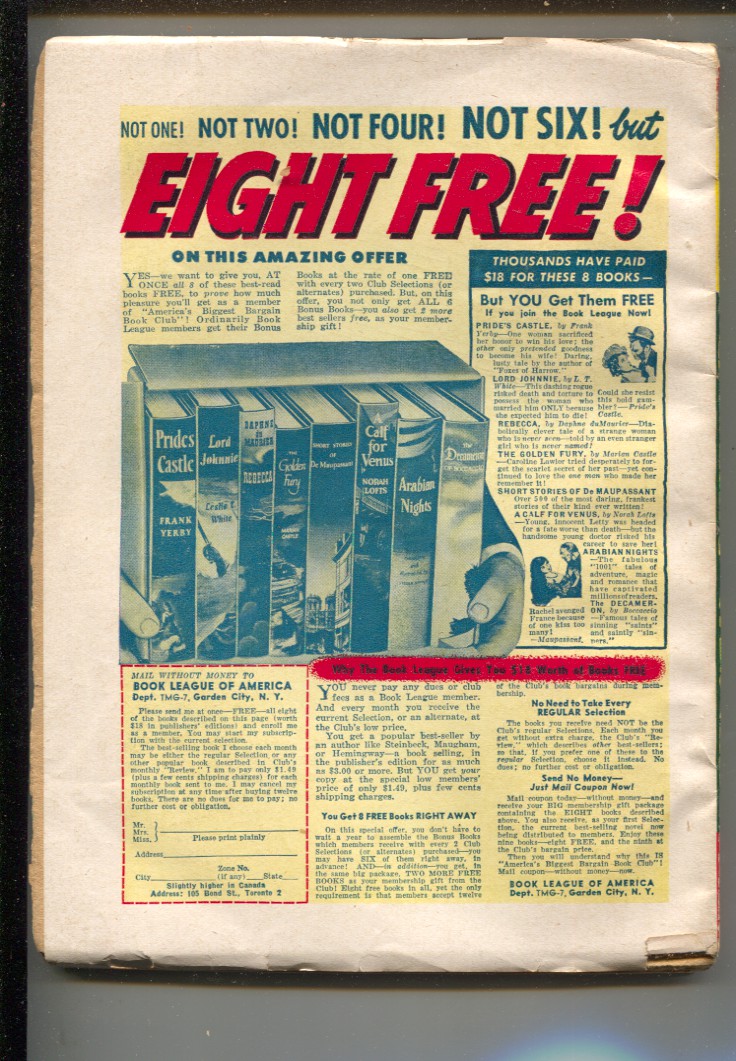 NOT ONE! NOT TWO! NOT FOUR! NOT SIX! but
EIGHT FREE!
ON THIS AMAZING OFFER
YES—we want to give you, AT
ONCE all 8 of these best-read
books FREE, to prove how much
pleasure you'll get as a member
of "America's Biggest Bargain
Book Club"! Ordinarily Book
League members get their Bonus
Books at the rate of one FREE
with every two Club Selections (or
alternates) purchased. But, on this
offer, you not only get ALL 6
Bonus Books—you also get 2 more
best sellers free, as your member-
ship gift!
THOUSANDS HAVE PAID
$18 FOR THESE 8 BOOKS—
But YOU Get Them FREE
If you join the Book League Now!
PRIDE'S CASTLE, by Frank
Yerby—One woman sacrificed
her honor to win his love; the
other only pretended goodness
to become his wife! Daring,
lusty tale by the author of
"Foxes of Harrow."
LORD JOHNNIE, by L. T.
White—This dashing rogue
risked death and torture to
possess the woman who
married him ONLY because
she expected him to die!
Could she resist
this bold gam-
bler?—Pride's
Castle.
REBECCA, by Daphne duMaurier—Dia-
bolically clever tale of a strange woman
who is never seen—told by an even stranger
girl who is never named!
THE GOLDEN FURY, by Marian Castle
—Caroline Lawlor tried desperately to for-
get the scarlet secret of her past—yet con-
tinued to love the one man who made her
remember it!
SHORT STORIES OF De MAUPASSANT
Over 50 of the most daring, frankest
stories of their kind ever written!
A CALF FOR VENUS, by Norah Lofts
—Young, innocent Letty was headed
for a fate worse than death—but the
handsome young doctor risked his
career to save her!
ARABIAN NIGHTS
—The fabulous
"1001" tales of
adventure, magic
and romance that
have captivated
millions of readers.
The DECAMER-
ON, by Boccaccio
—Famous tales of
sinning "saints"
and saintly "sin-
ners."
Rachel avenged
France because
of one kiss too
many!
—Maupassant.
Prides
Castle
FRANK
YERBY
Lord
Johnnie
Leslie T.
White
DAPHNE
du
MAURIER
REBECCA
The
Golden
Fury
MARIAN
CASTLE
SHORT STORIES
OF
De MAUPASSANT
A
Calf
for
Venus
NORAH
LOFTS
Arabian
Nights
The
Decameron
OF BOCCACCIO
MAIL WITHOUT MONEY TO
BOOK LEAGUE OF AMERICA
Dept. TMG-7, Garden City, N. Y.
Please send me at once—FREE—all eight
of the books described on this page (worth
$18 in publishers' editions) and enroll me
as a member. You may start my subscrip-
tion with the current selection.
The best-selling book I choose each month
may be either the regular Selection or any
other popular book described in Club's
monthly "Review." I am to pay only $1.49
(plus a few cents shipping charges) for each
monthly book sent to me. I may cancel my
subscription at any time after buying twelve
books. There are no dues for me to pay; no
further cost or obligation.
Mr.
Mrs.
Miss.
Please print plainly
Address
Zone No.
City (if any) State
Slightly higher in Canada
Address: 105 Bond St., Toronto 2
Why The Book League Gives You $18 Worth of Books FREE
YOU never pay any dues or club
fees as a Book League member.
And every month you receive the
current Selection, or an alternate, at
the Club's low price.
You get a popular best-seller by
an author like Steinbeck, Maugham,
or Hemingway—a book selling, in
the publisher's edition for as much
as $3.00 or more. But YOU get your
copy at the special low members'
price of only $1.49, plus few cents
shipping charges.
You Get 8 FREE Books RIGHT AWAY
On this special offer, you don't have to
wait a year to assemble the Bonus Books
which members receive with every 2 Club
Selections (or alternates) purchased—you
may have SIX of them right away, in
advance! AND—in addition—you get, in
the same big package, TWO MORE FREE
BOOKS as your membership gift from the
Club! Eight free books in all, yet the only
requirement is that members accept twelve
of the Club's book bargains during mem-
bership.
No Need to Take Every
REGULAR Selection
The books you receive need NOT be the
Club's regular Selections. Each month you
get without extra charge, the Club's "Re-
view," which describes other best-sellers;
so that, if you prefer one of these to the
regular Selection, choose it instead. No
dues; no further cost or obligation.
Send No Money—
Just Mail Coupon Now!
Mail coupon today—without money—and
receive your BIG membership gift package
containing the EIGHT books described
above. You also receive, as your first Selec-
tion, the current best-selling novel now
being distributed to members. Enjoy these
nine books—eight FREE, and the ninth at
the Club's bargain price.
Then you will understand why this IS
"America's Biggest Bargain Book Club"!
Mail coupon—without money—now.
BOOK LEAGUE OF AMERICA
Dept. TMG-7, Garden City, N. Y.